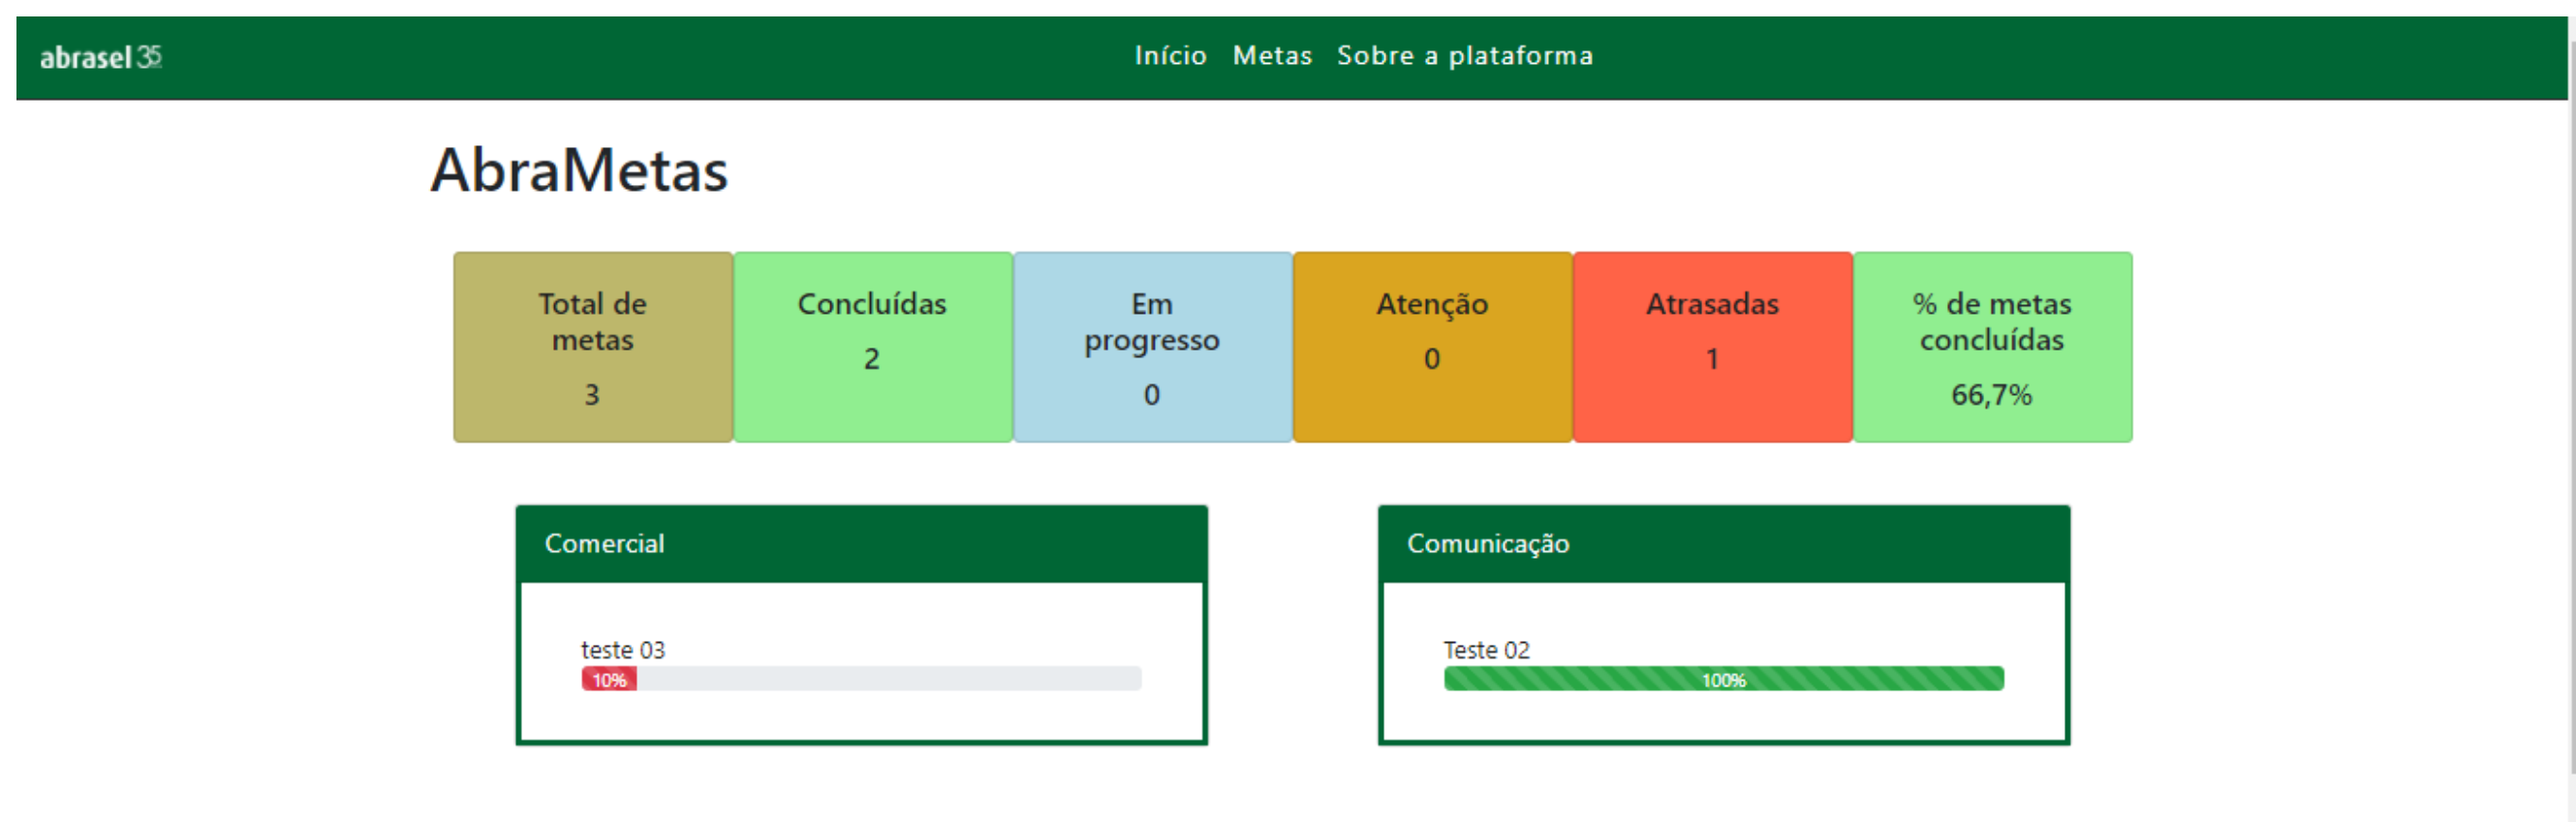 abrasel 35
Início Metas Sobre a plataforma
AbraMetas
Total de
metas
3
Concluídas
2
Em
progresso
0
Atenção
0
Atrasadas
1
% de metas
concluídas
66,7%
Comercial
teste 03
10%
Comunicação
Teste 02
100%